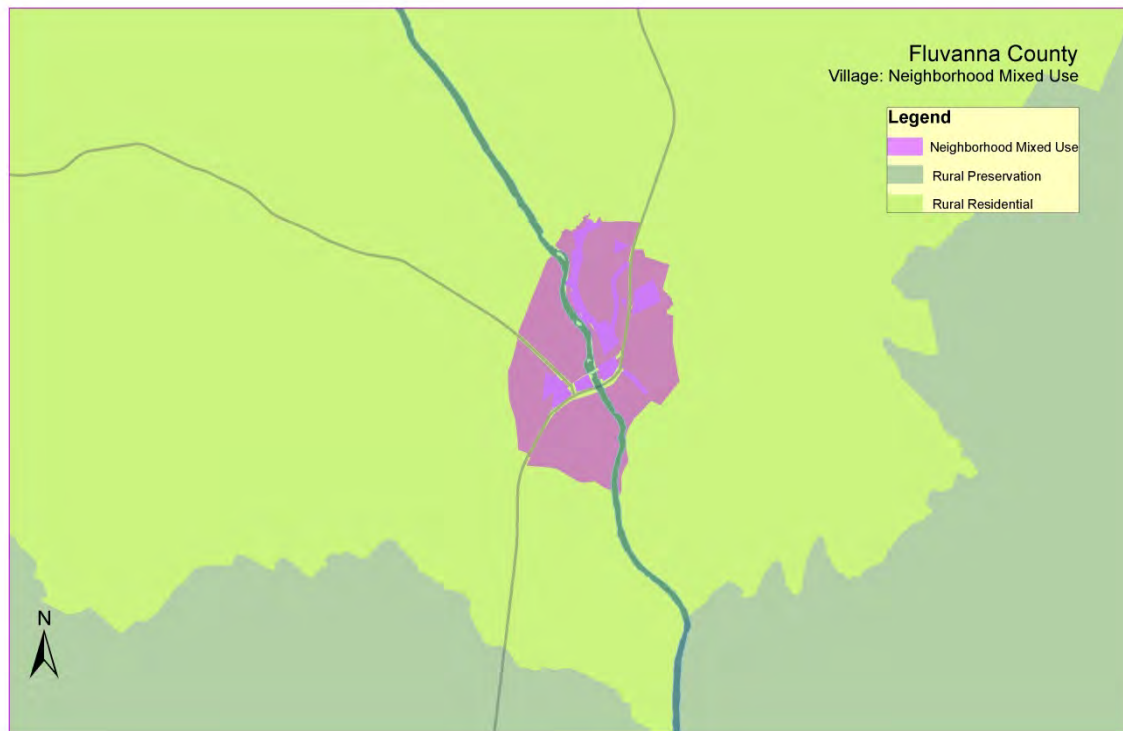 Fluvanna County
Village: Neighborhood Mixed Use
Legend
Neighborhood Mixed Use
Rural Preservation
Rural Residential
N